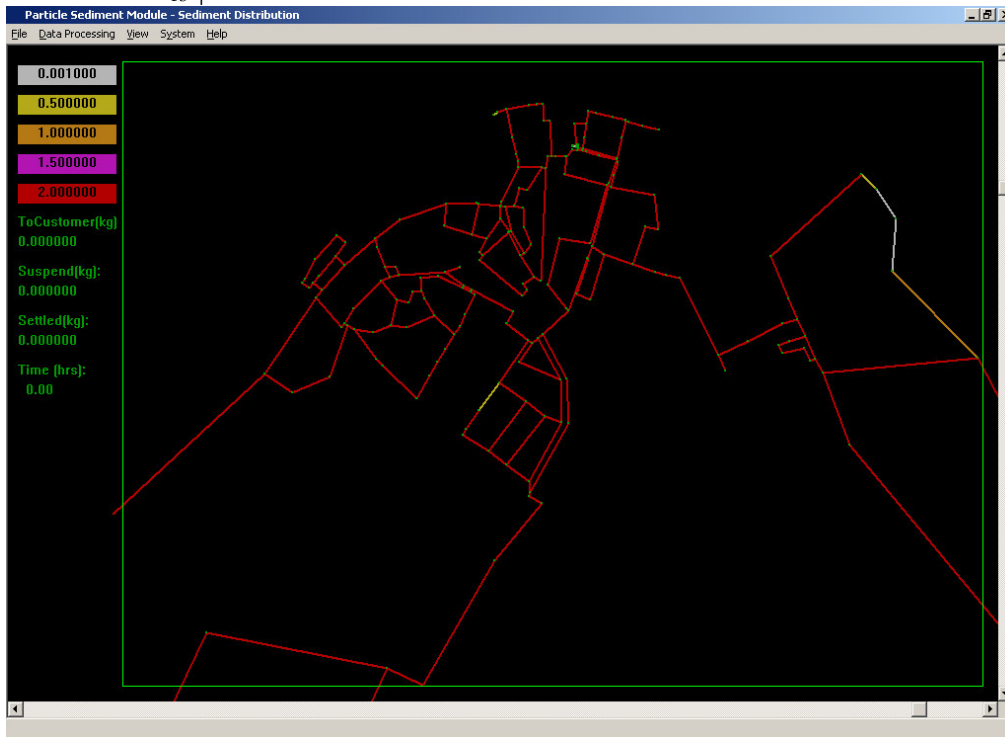 Particle Sediment Module - Sediment Distribution
File Data Processing View System Help
0.001000
0.500000
1.000000
1.500000
2.000000
ToCustomer(kg)
0.000000
Suspend(kg):
0.000000
Settled(kg):
0.000000
Time (hrs):
0.00